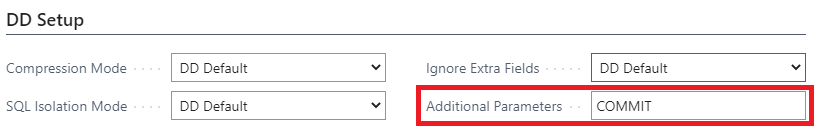 DD Setup
Compression Mode DD Default Ignore Extra Fields DD Default
SQL Isolation Mode DD Default Additional Parameters COMMIT